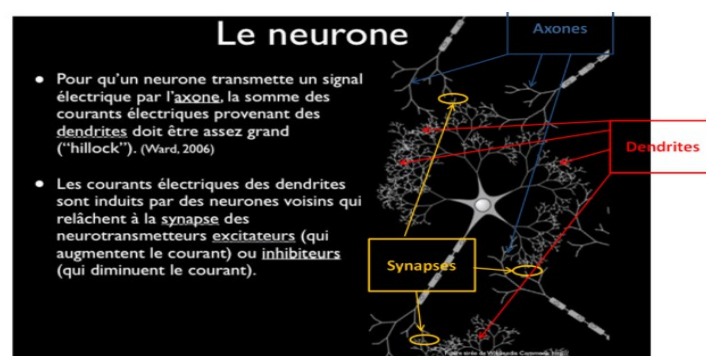 Le neurone
Axones
• Pour qu'un neurone transmette un signal
électrique par l'axone, la somme des
courants électriques provenant des
dendrites doit être assez grand
("hillock"). (Ward, 2006)
Dendrites
• Les courants électriques des dendrites
sont induits par des neurones voisins qui
relâchent à la synapse des
neurotransmetteurs excitateurs (qui
augmentent le courant) ou inhibiteurs
(qui diminuent le courant).
Synapses